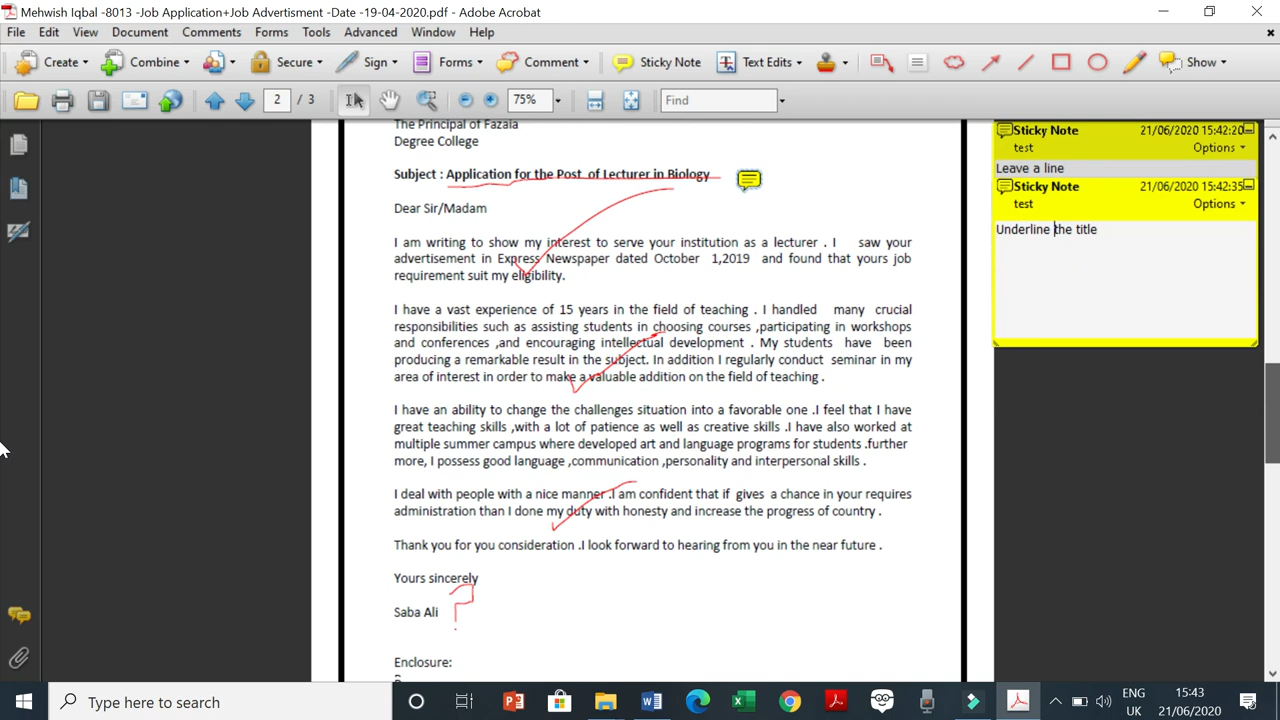 Mehwish Iqbal -8013 -Job Application+Job Advertisment -Date -19-04-2020.pdf - Adobe Acrobat
File Edit View Document Comments Forms Tools Advanced Window Help
Create Combine Secure Sign Forms Comment Sticky Note Text Edits Show
2 / 3 75% Find
The Principal of Fazaia
Degree College
Subject : Application for the Post of Lecturer in Biology
Dear Sir/Madam
I am writing to show my interest to serve your institution as a lecturer . I saw your
advertisement in Express Newspaper dated October 1,2019 and found that yours job
requirement suit my eligibility.
I have a vast experience of 15 years in the field of teaching . I handled many crucial
responsibilities such as assisting students in choosing courses ,participating in workshops
and conferences ,and encouraging intellectual development . My students have been
producing a remarkable result in the subject. In addition I regularly conduct seminar in my
area of interest in order to make a valuable addition on the field of teaching .
I have an ability to change the challenges situation into a favorable one .I feel that I have
great teaching skills ,with a lot of patience as well as creative skills .I have also worked at
multiple summer campus where developed art and language programs for students .further
more, I possess good language ,communication ,personality and interpersonal skills .
I deal with people with a nice manner .I am confident that if gives a chance in your requires
administration than I done my duty with honesty and increase the progress of country .
Thank you for you consideration .I look forward to hearing from you in the near future .
Yours sincerely
Saba Ali ?
Enclosure:
Sticky Note 21/06/2020 15:42:20
test Options
Leave a line
Sticky Note 21/06/2020 15:42:35
test Options
Underline the title
Type here to search
ENG 15:43
UK 21/06/2020